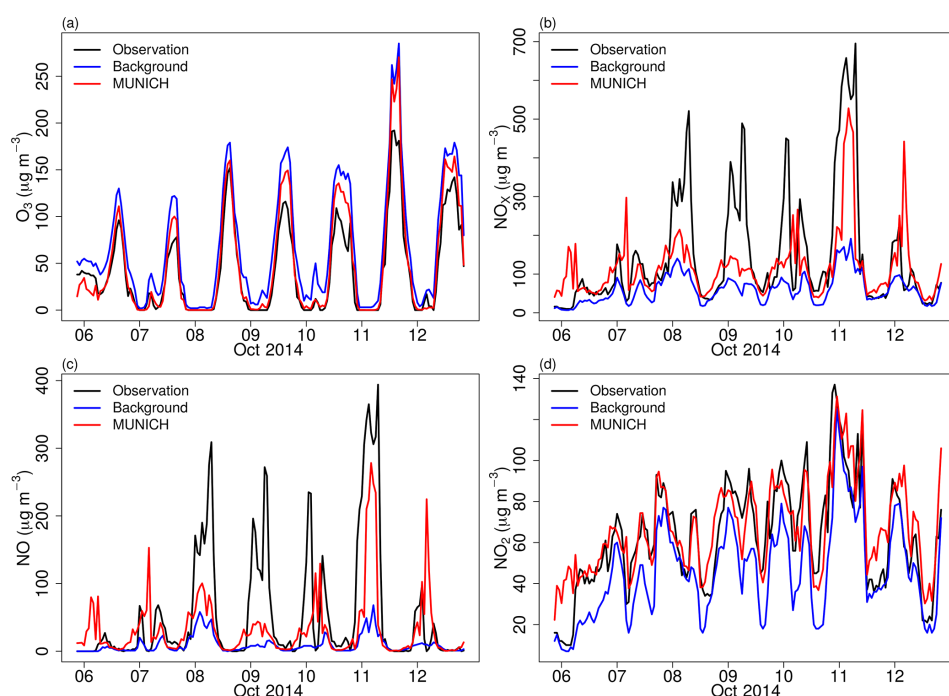 (a)
Observation
Background
MUNICH
O₃ (µg m⁻³)
0 50 100 150 200 250
06 07 08 09 10 11 12
Oct 2014
(b)
Observation
Background
MUNICH
NOX (µg m⁻³)
0 100 300 500 700
06 07 08 09 10 11 12
Oct 2014
(c)
Observation
Background
MUNICH
NO (µg m⁻³)
0 100 200 300 400
06 07 08 09 10 11 12
Oct 2014
(d)
Observation
Background
MUNICH
NO₂ (µg m⁻³)
20 40 60 80 100 140
06 07 08 09 10 11 12
Oct 2014